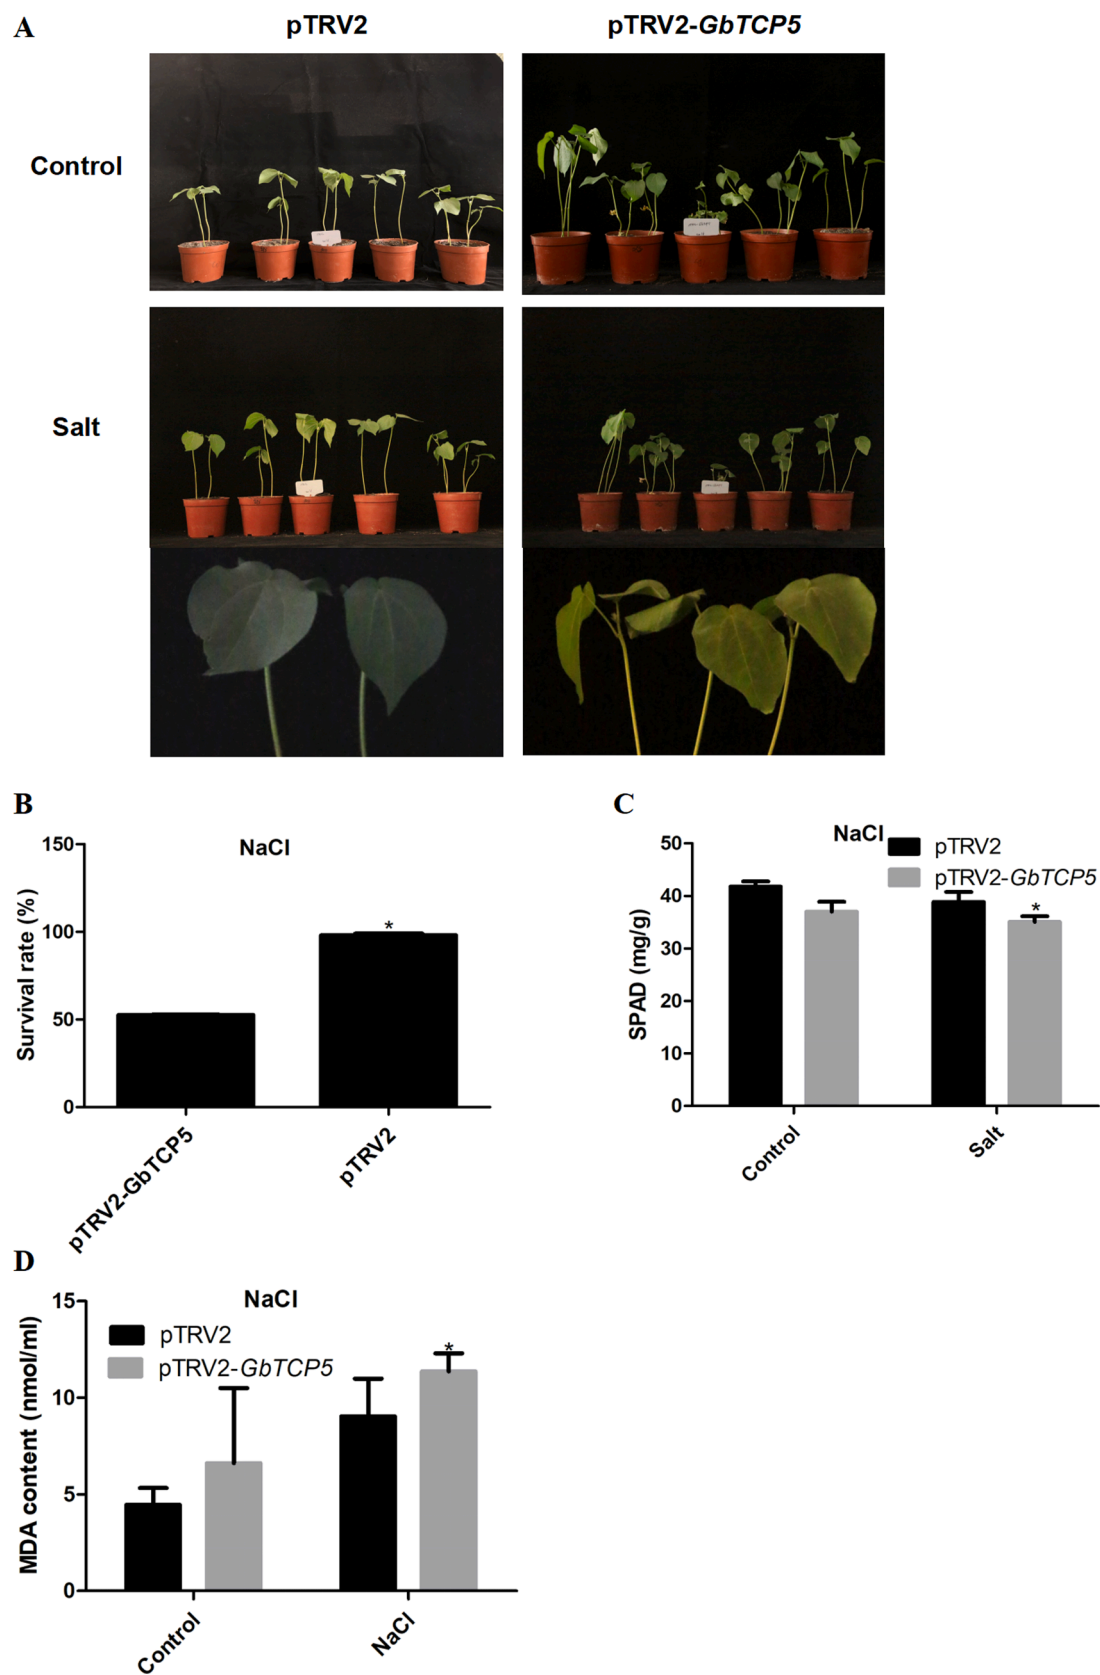 A
pTRV2
pTRV2-GbTCP5
Control
Salt
B
NaCl
Survival rate (%)
150
100
50
0
*
pTRV2-GbTCP5
pTRV2
C
NaCl
pTRV2
pTRV2-GbTCP5
SPAD (mg/g)
50
40
30
20
10
0
*
Control
Salt
D
NaCl
pTRV2
pTRV2-GbTCP5
MDA content (nmol/ml)
15
10
5
0
*
Control
NaCl